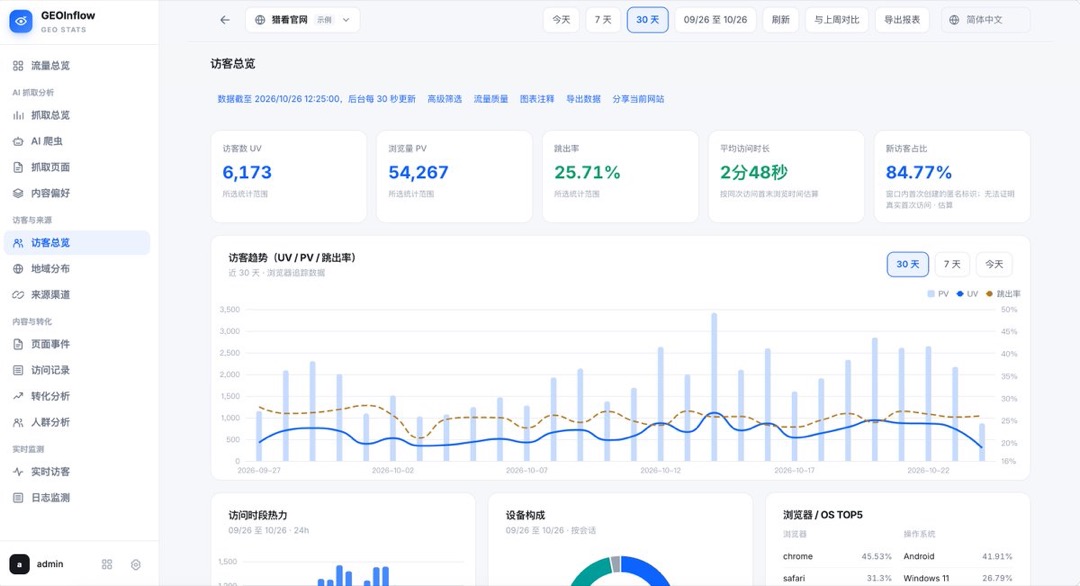 GEOInflow
GEO STATS
流量总览
AI 抓取分析
抓取总览
AI 爬虫
抓取页面
内容偏好
访客与来源
访客总览
地域分布
来源渠道
内容与转化
页面事件
访问记录
转化分析
人群分析
实时监测
实时访客
日志监测
a admin
猎看官网 示例
今天 7 天 30 天 09/26 至 10/26 刷新 与上周对比 导出报表 简体中文
访客总览
数据截至 2026/10/26 12:25:00，后台每 30 秒更新 高级筛选 流量质量 图表注释 导出数据 分享当前网站
访客数 UV
6,173
所选统计范围
浏览量 PV
54,267
所选统计范围
跳出率
25.71%
所选统计范围
平均访问时长
2分48秒
按同次访问首末浏览时间估算
新访客占比
84.77%
窗口内首次创建的匿名标识；无法证明
真实首次访问 · 估算
访客趋势（UV / PV / 跳出率）
近 30 天 · 浏览器追踪数据
30 天 7 天 今天
PV UV 跳出率
3,500 50%
3,000 45%
2,500 40%
2,000 35%
1,500 30%
1,000 25%
500 20%
0 16%
2026-09-27 2026-10-02 2026-10-07 2026-10-12 2026-10-17 2026-10-22
访问时段热力
09/26 至 10/26 · 24h
1,500
1,200
设备构成
09/26 至 10/26 · 按会话
浏览器 / OS TOP5
浏览器 操作系统
chrome 45.53% Android 41.91%
safari 31.3% Windows 11 26.79%